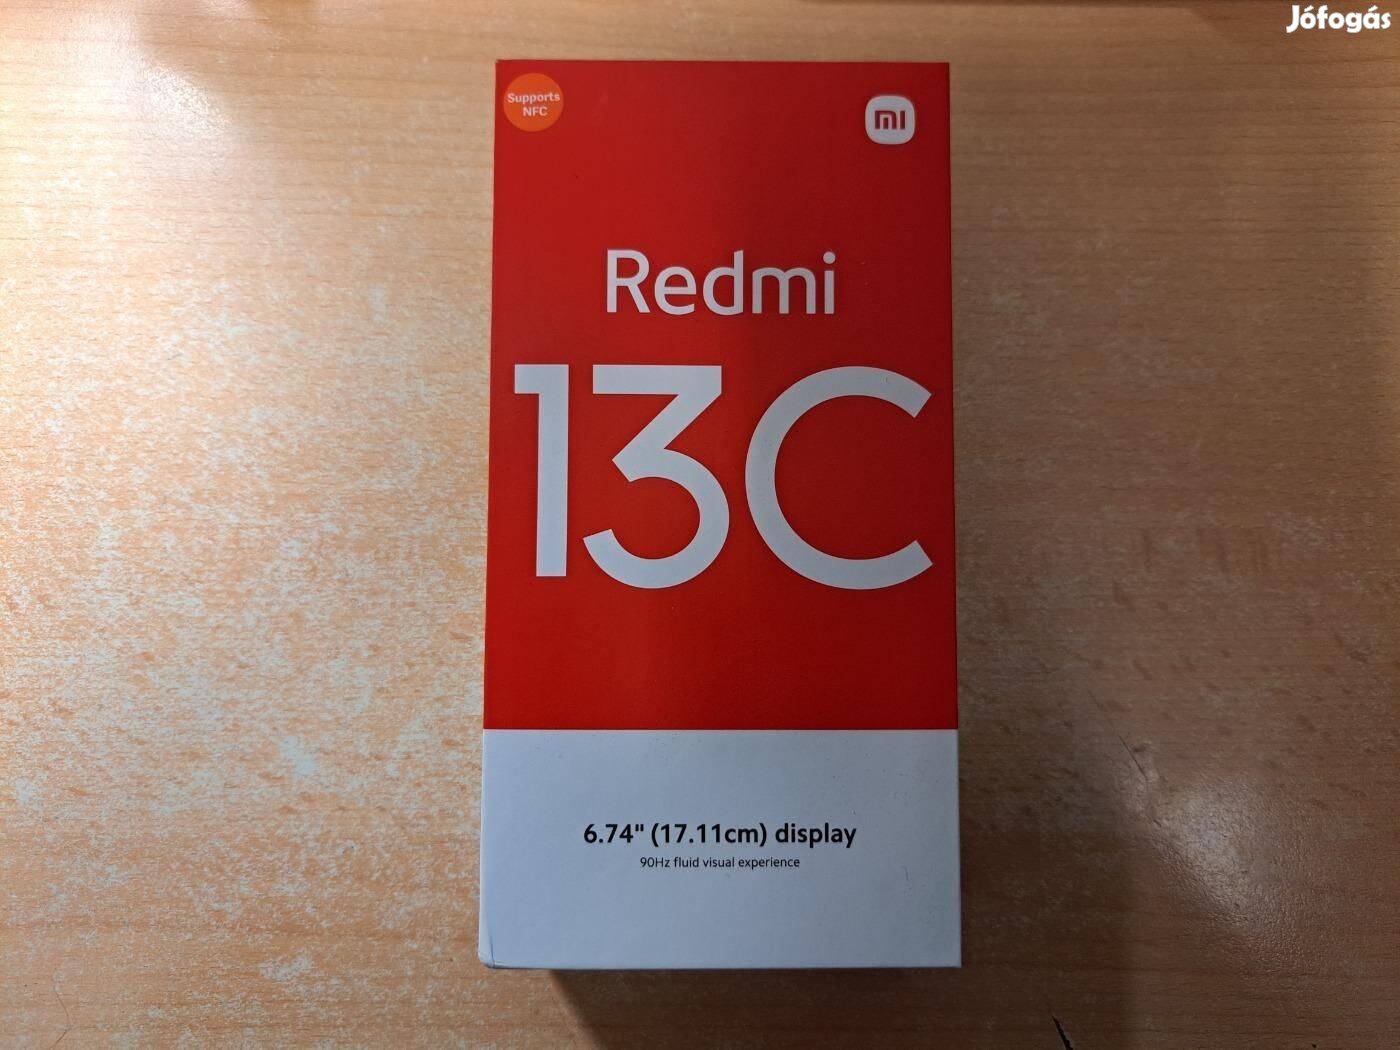 Jófogás
Supports
NFC
mi
Redmi
13C
6.74" (17.11cm) display
90Hz fluid visual experience